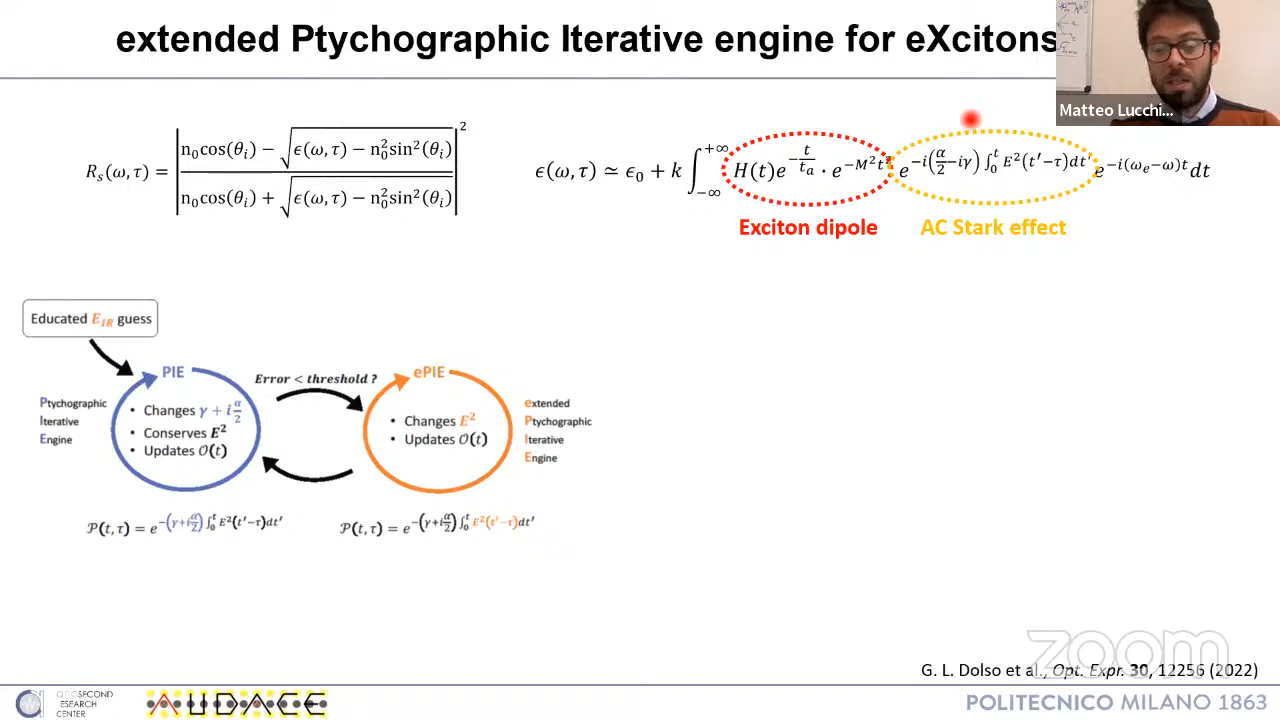 extended Ptychographic Iterative engine for eXcitons
Matteo Lucchi...
R_s(ω,τ) = |(n_0cos(θ_i) − √(ϵ(ω,τ) − n_0^2sin^2(θ_i))) / (n_0cos(θ_i) + √(ϵ(ω,τ) − n_0^2sin^2(θ_i)))|^2
ϵ(ω,τ) ≃ ϵ_0 + k ∫_{−∞}^{+∞} H(t)e^{−t/t_a} · e^{−M^2t^2} e^{−i(α/2−iγ)∫_0^t E^2(t′−τ)dt′} e^{−i(ω_e−ω)t}dt
Exciton dipole
AC Stark effect
Educated E_IR guess
PIE
Error < threshold ?
ePIE
Ptychographic
Iterative
Engine
• Changes γ + i α/2
• Conserves E^2
• Updates 𝒪(t)
• Changes E^2
• Updates 𝒪(t)
extended
Ptychographic
Iterative
Engine
𝒫(t,τ) = e^{−(γ+iα/2)∫_0^t E^2(t′−τ)dt′}
𝒫(t,τ) = e^{−(γ+iα/2)∫_0^t E^2(t′−τ)dt′}
zoom
G. L. Dolso et al., Opt. Expr. 30, 12256 (2022)
ATTOSECOND
RESEARCH
CENTER
AUDACE
POLITECNICO MILANO 1863